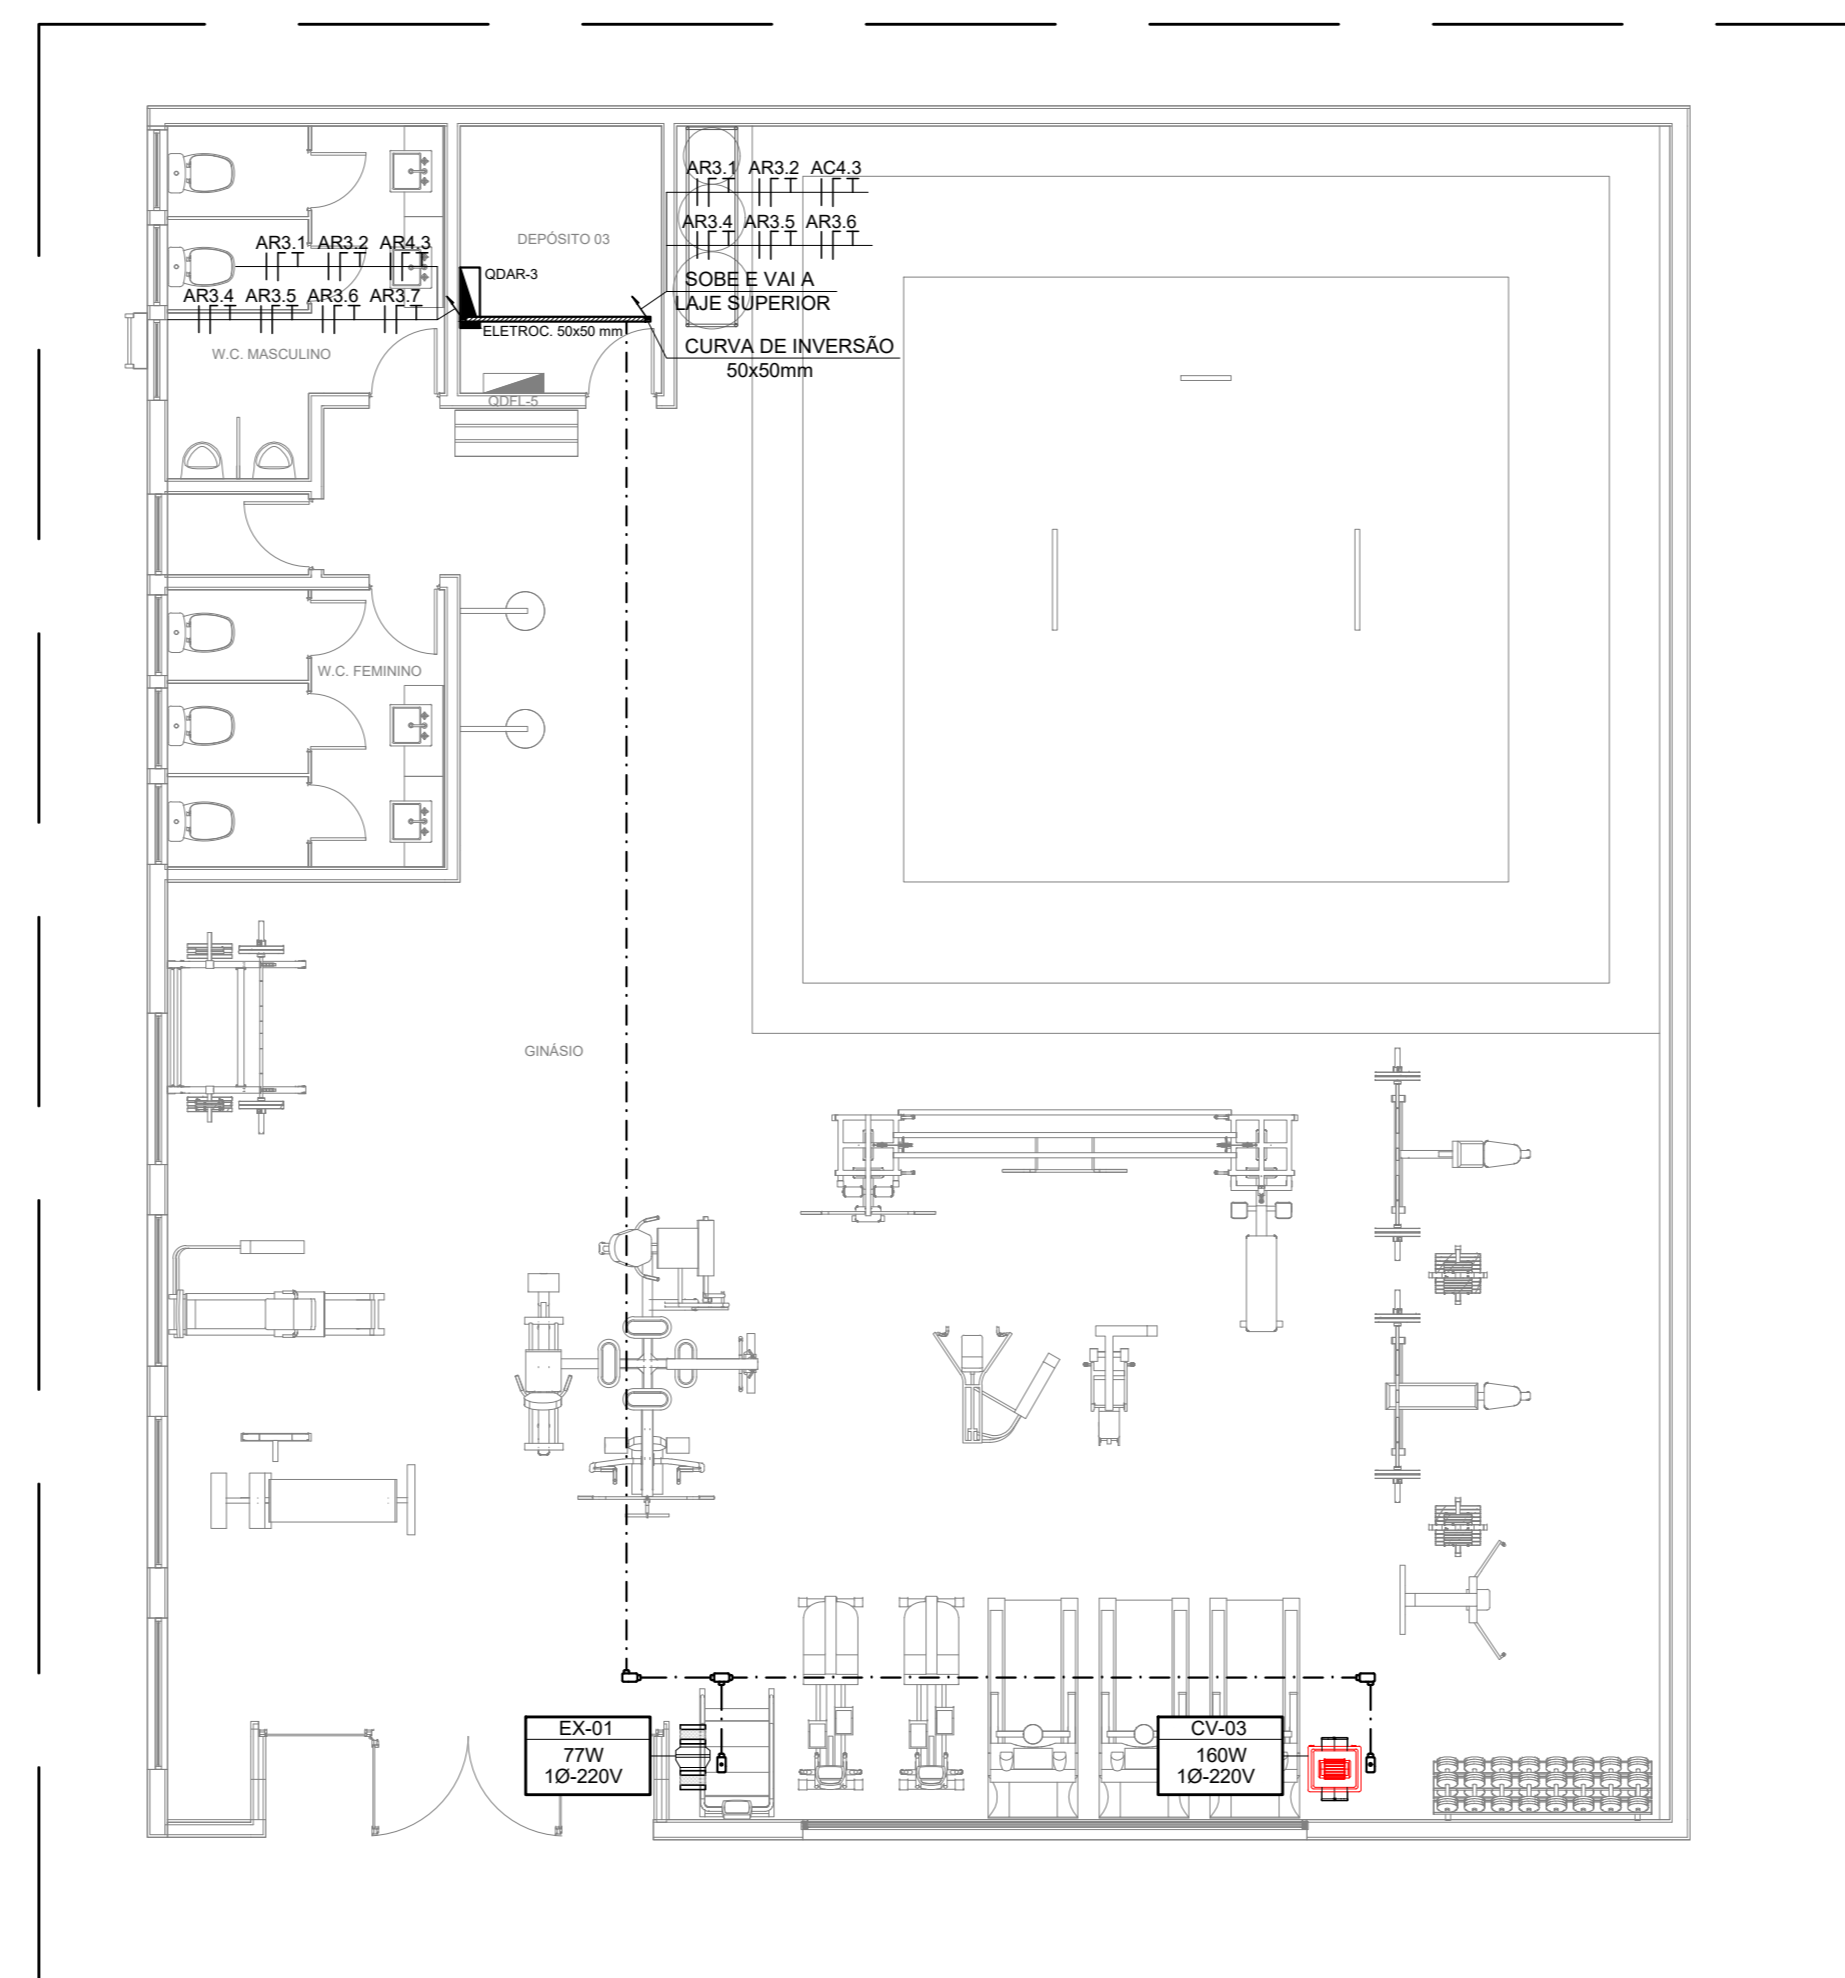 AR3.1 AR3.2 AC4.3
AR3.4 AR3.5 AR3.6
DEPÓSITO 03
AR3.1 AR3.2 AR4.3
AR3.4 AR3.5 AR3.6 AR3.7
QDAR-3
SOBE E VAI A
LAJE SUPERIOR
ELETROC. 50x50 mm
CURVA DE INVERSÃO
50x50mm
W.C. MASCULINO
QDFL-5
W.C. FEMININO
GINÁSIO
EX-01
77W
1Ø-220V
CV-03
160W
1Ø-220V